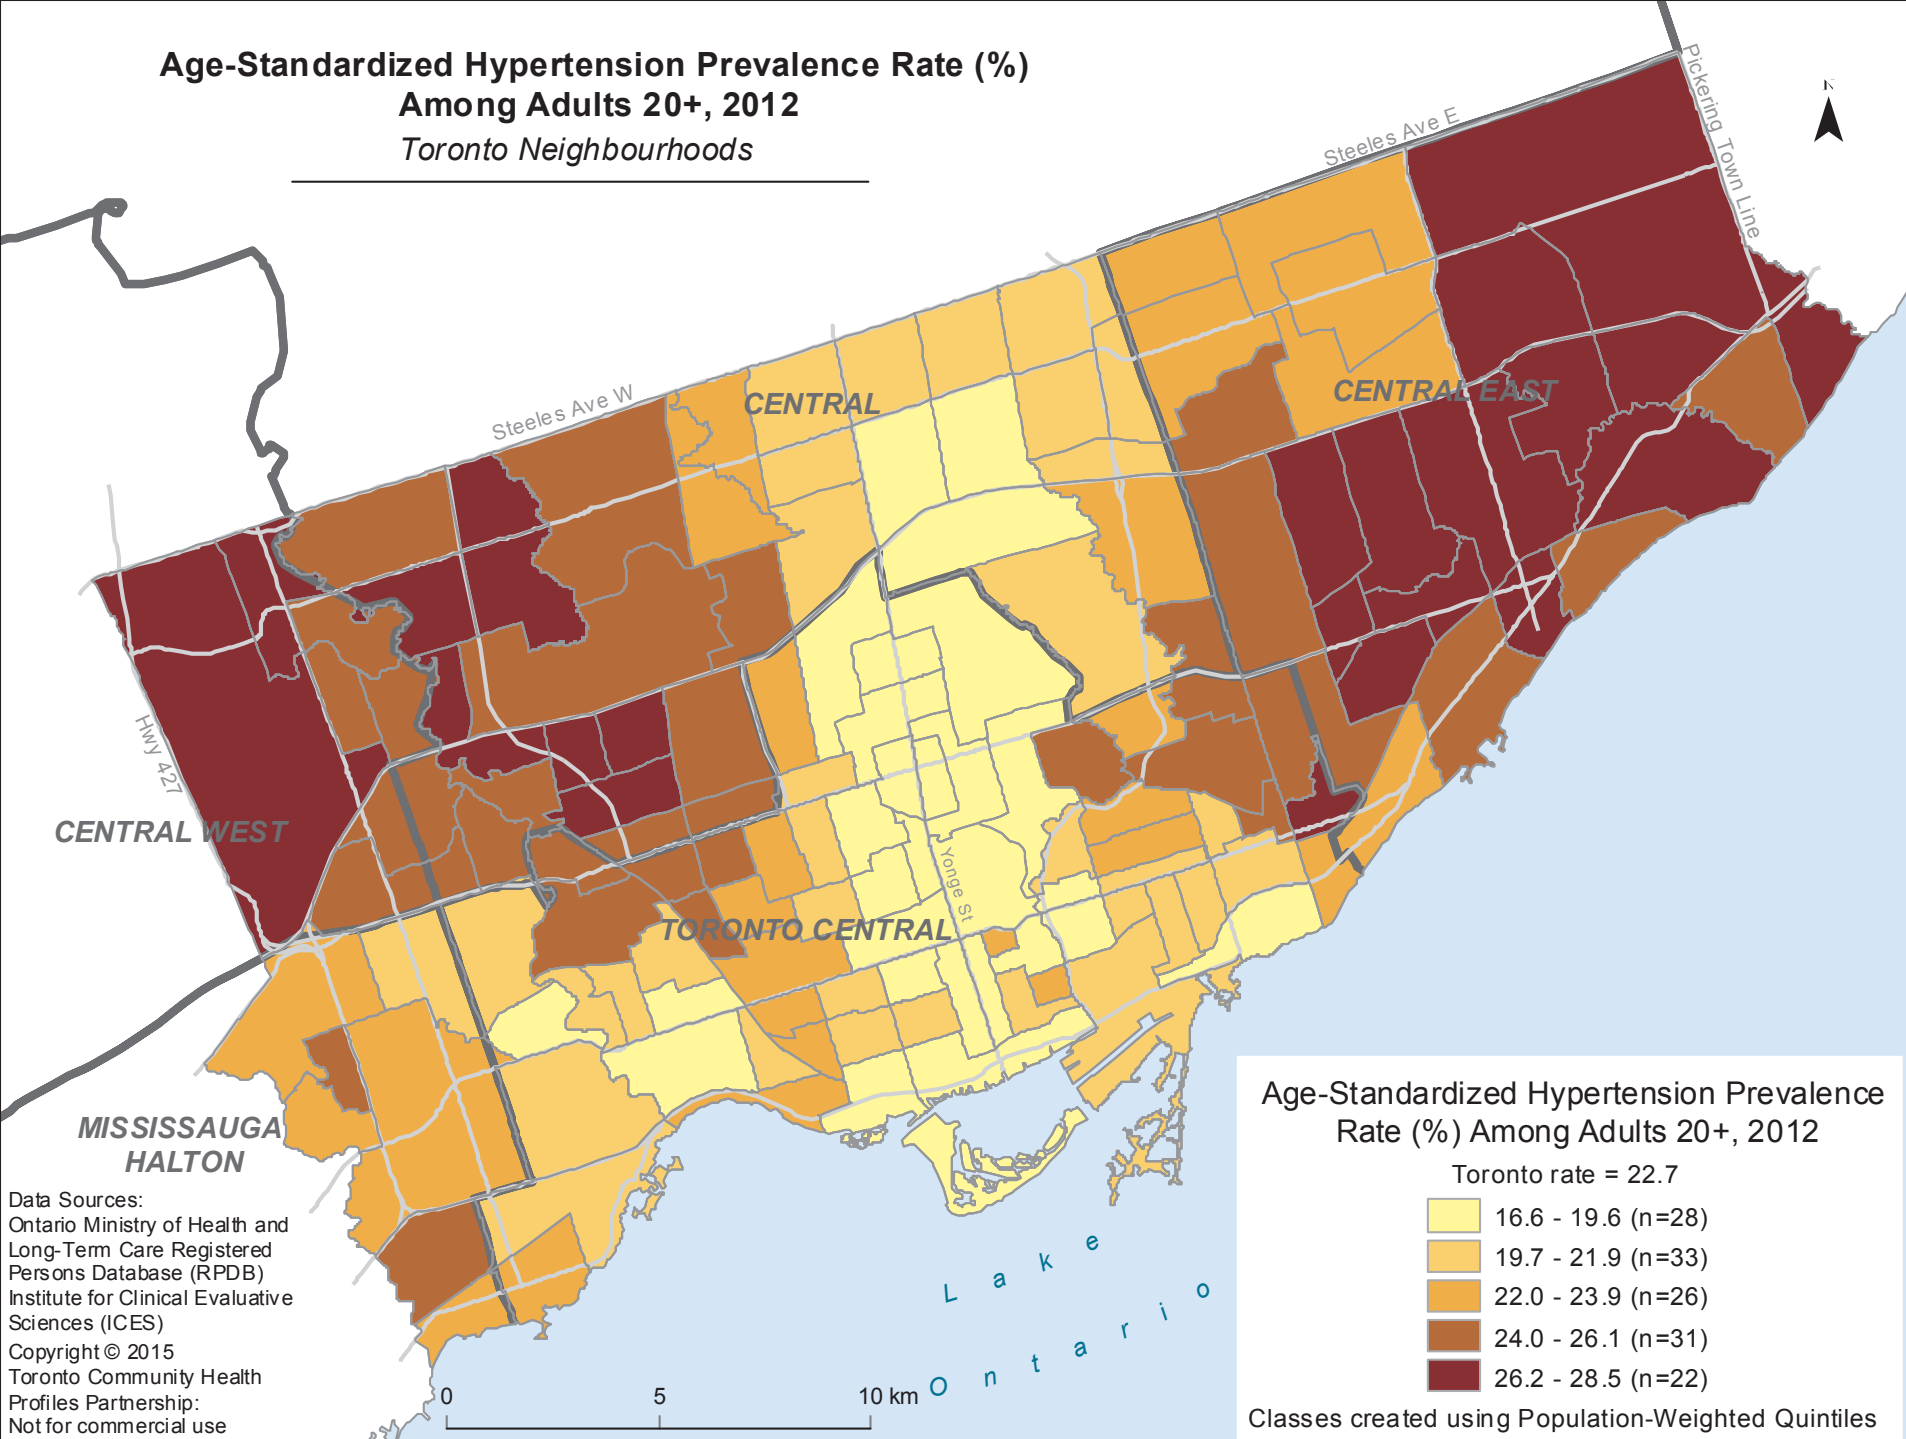 Age-Standardized Hypertension Prevalence Rate (%)
Among Adults 20+, 2012
Toronto Neighbourhoods
N
Pickering Town Line
Steeles Ave E
Steeles Ave W
CENTRAL
CENTRAL EAST
Hwy 427
CENTRAL WEST
Yonge St
TORONTO CENTRAL
MISSISSAUGA
HALTON
Lake
Ontario
Data Sources:
Ontario Ministry of Health and
Long-Term Care Registered
Persons Database (RPDB)
Institute for Clinical Evaluative
Sciences (ICES)
Copyright © 2015
Toronto Community Health
Profiles Partnership:
Not for commercial use
0 5 10 km
Age-Standardized Hypertension Prevalence
Rate (%) Among Adults 20+, 2012
Toronto rate = 22.7
16.6 - 19.6 (n=28)
19.7 - 21.9 (n=33)
22.0 - 23.9 (n=26)
24.0 - 26.1 (n=31)
26.2 - 28.5 (n=22)
Classes created using Population-Weighted Quintiles